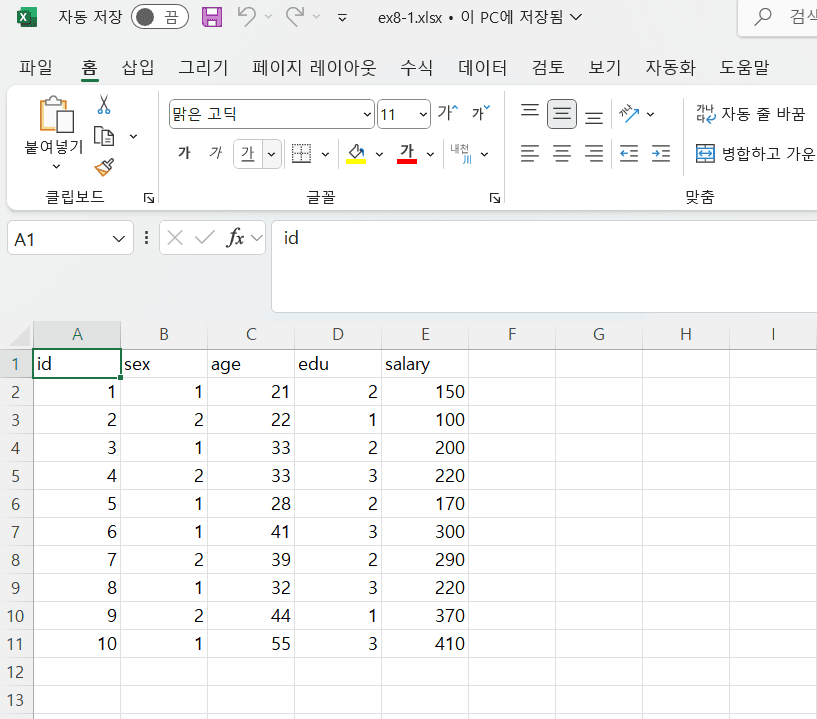 자동 저장 끔 ex8-1.xlsx • 이 PC에 저장됨 검색
파일 홈 삽입 그리기 페이지 레이아웃 수식 데이터 검토 보기 자동화 도움말
붙여넣기
맑은 고딕 11 가 가
가 가 가 가 내천
가나다 자동 줄 바꿈
병합하고 가운
클립보드 글꼴 맞춤
A1 fx id
A B C D E F G H I
1 id sex age edu salary
2 1 1 21 2 150
3 2 2 22 1 100
4 3 1 33 2 200
5 4 2 33 3 220
6 5 1 28 2 170
7 6 1 41 3 300
8 7 2 39 2 290
9 8 1 32 3 220
10 9 2 44 1 370
11 10 1 55 3 410
12
13